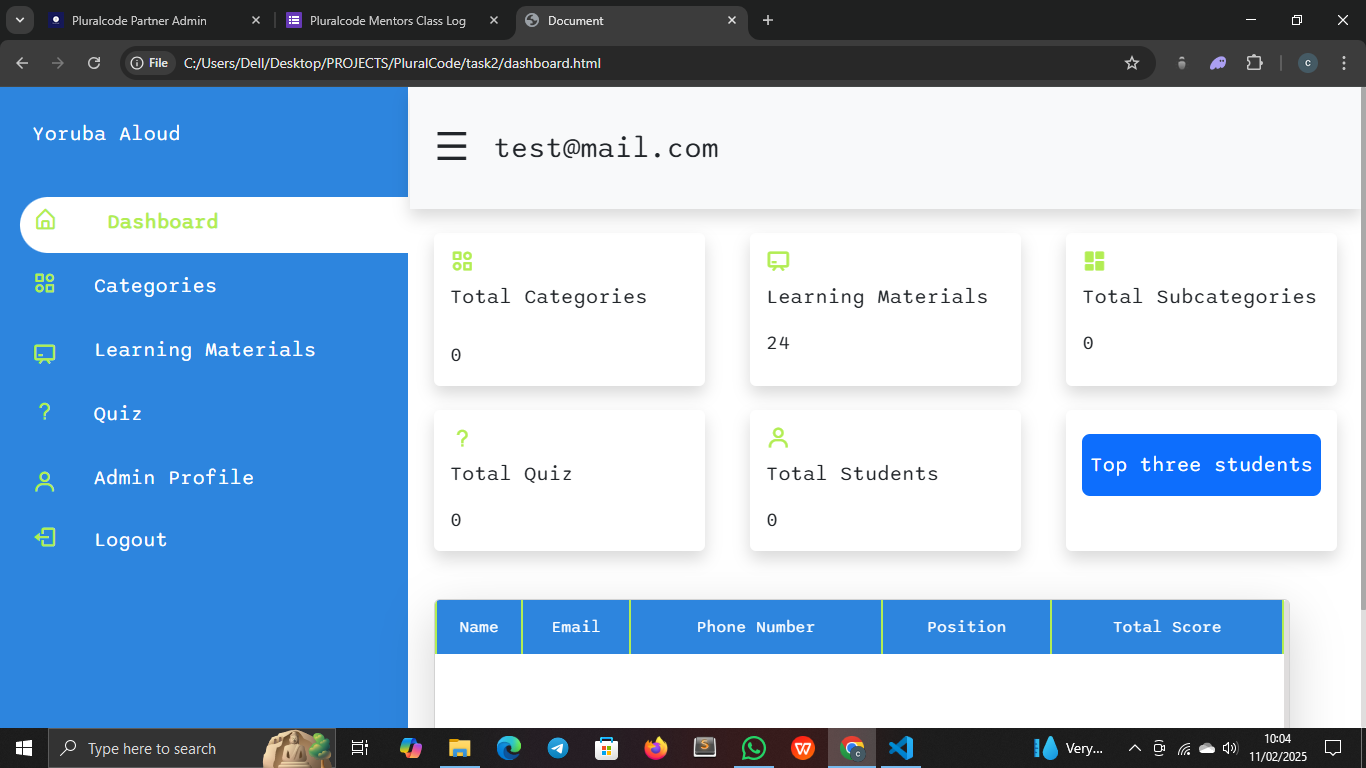 Pluralcode Partner Admin
Pluralcode Mentors Class Log
Document
File
C:/Users/Dell/Desktop/PROJECTS/PluralCode/task2/dashboard.html
c
Yoruba Aloud
Dashboard
Categories
Learning Materials
Quiz
Admin Profile
Logout
test@mail.com
Total Categories
0
Learning Materials
24
Total Subcategories
0
Total Quiz
0
Total Students
0
Top three students
Name Email Phone Number Position Total Score
Type here to search
Very...
10:04
11/02/2025